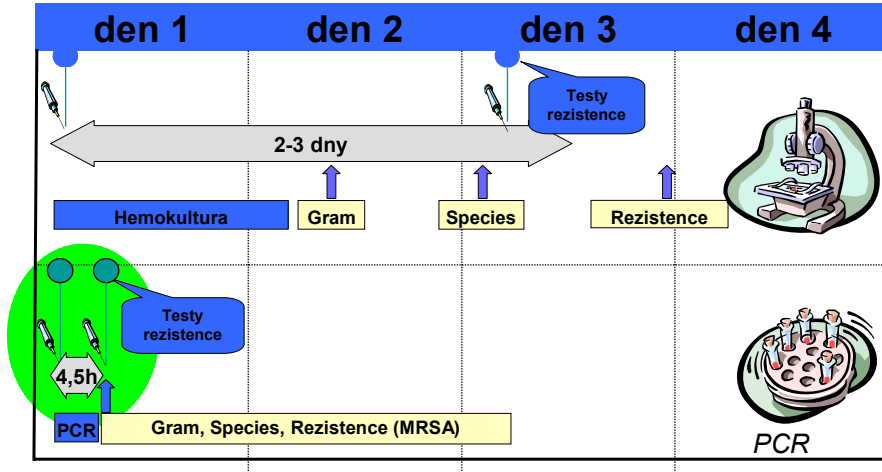 den 1 den 2 den 3 den 4
Testy
rezistence
2-3 dny
Hemokultura Gram Species Rezistence
Testy
rezistence
4,5h
PCR Gram, Species, Rezistence (MRSA)
PCR